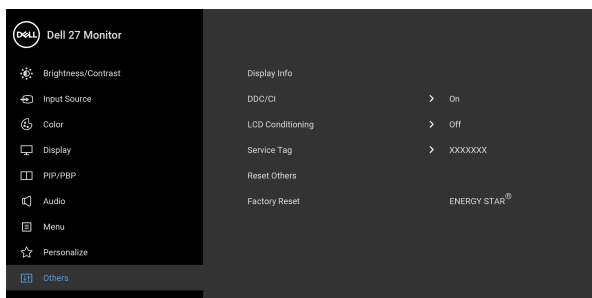 DELL Dell 27 Monitor
Brightness/Contrast
Input Source
Color
Display
PIP/PBP
Audio
Menu
Personalize
Others
Display Info
DDC/CI > On
LCD Conditioning > Off
Service Tag > XXXXXXX
Reset Others
Factory Reset ENERGY STAR®